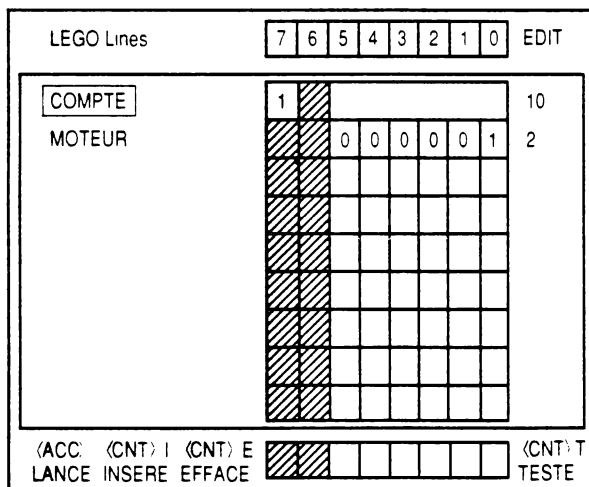 LEGO Lines 7 6 5 4 3 2 1 0 EDIT
COMPTE 1 10
MOTEUR 0 0 0 0 0 1 2
〈ACC〉 〈CNT〉 I 〈CNT〉 E 〈CNT〉 T
LANCE INSERE EFFACE TESTE